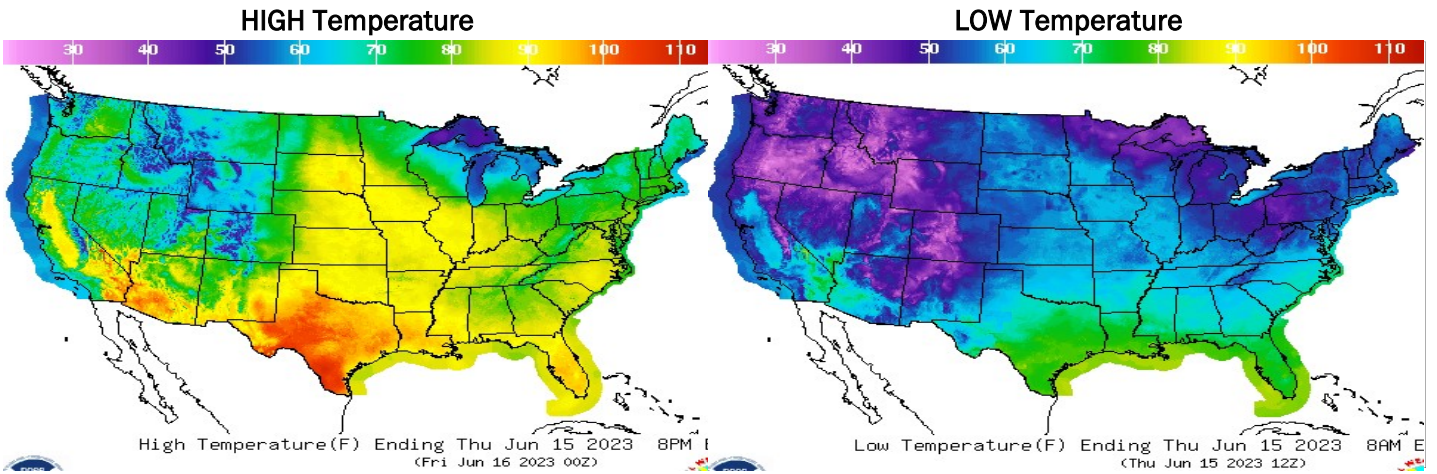 HIGH Temperature
LOW Temperature
30 40 50 60 70 80 90 100 110
30 40 50 60 70 80 90 100 110
High Temperature(F) Ending Thu Jun 15 2023 8PM
(Fri Jun 16 2023 00Z)
Low Temperature(F) Ending Thu Jun 15 2023 8AM E
(Thu Jun 15 2023 12Z)